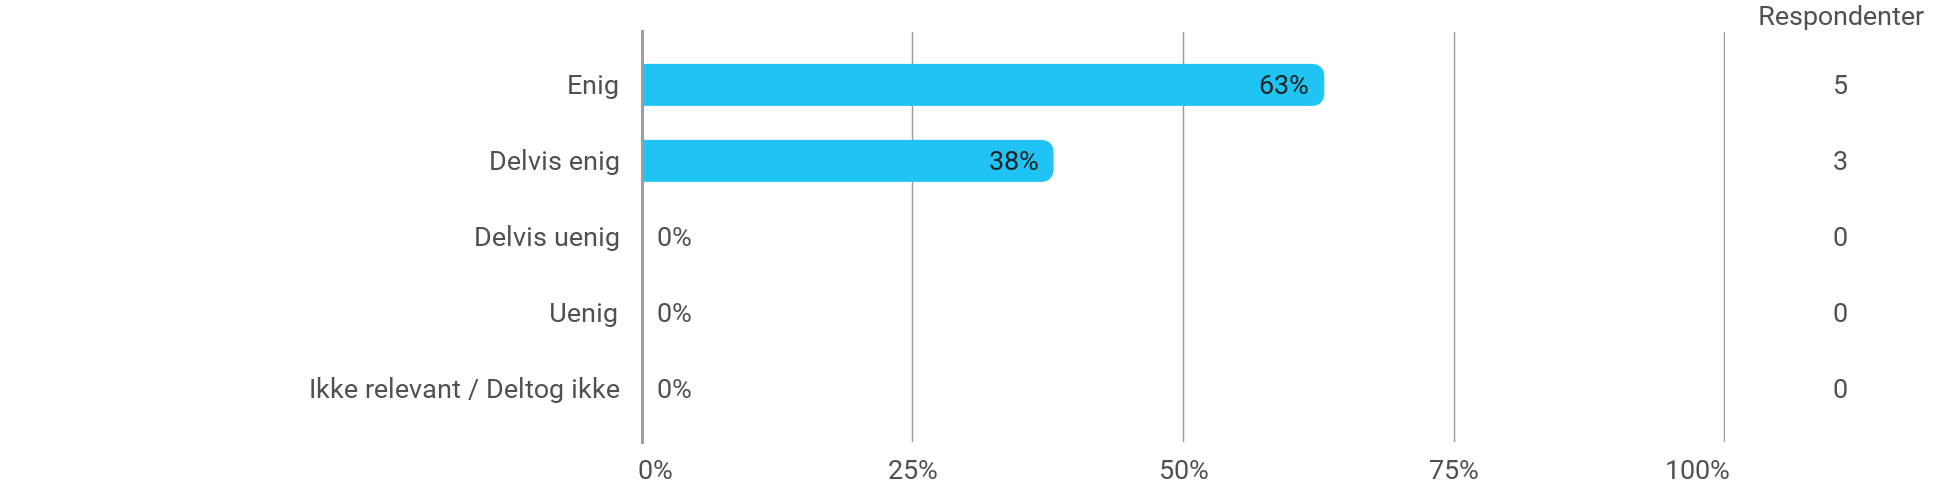 Respondenter
Enig 63% 5
Delvis enig 38% 3
Delvis uenig 0% 0
Uenig 0% 0
Ikke relevant / Deltog ikke 0% 0
0% 25% 50% 75% 100%